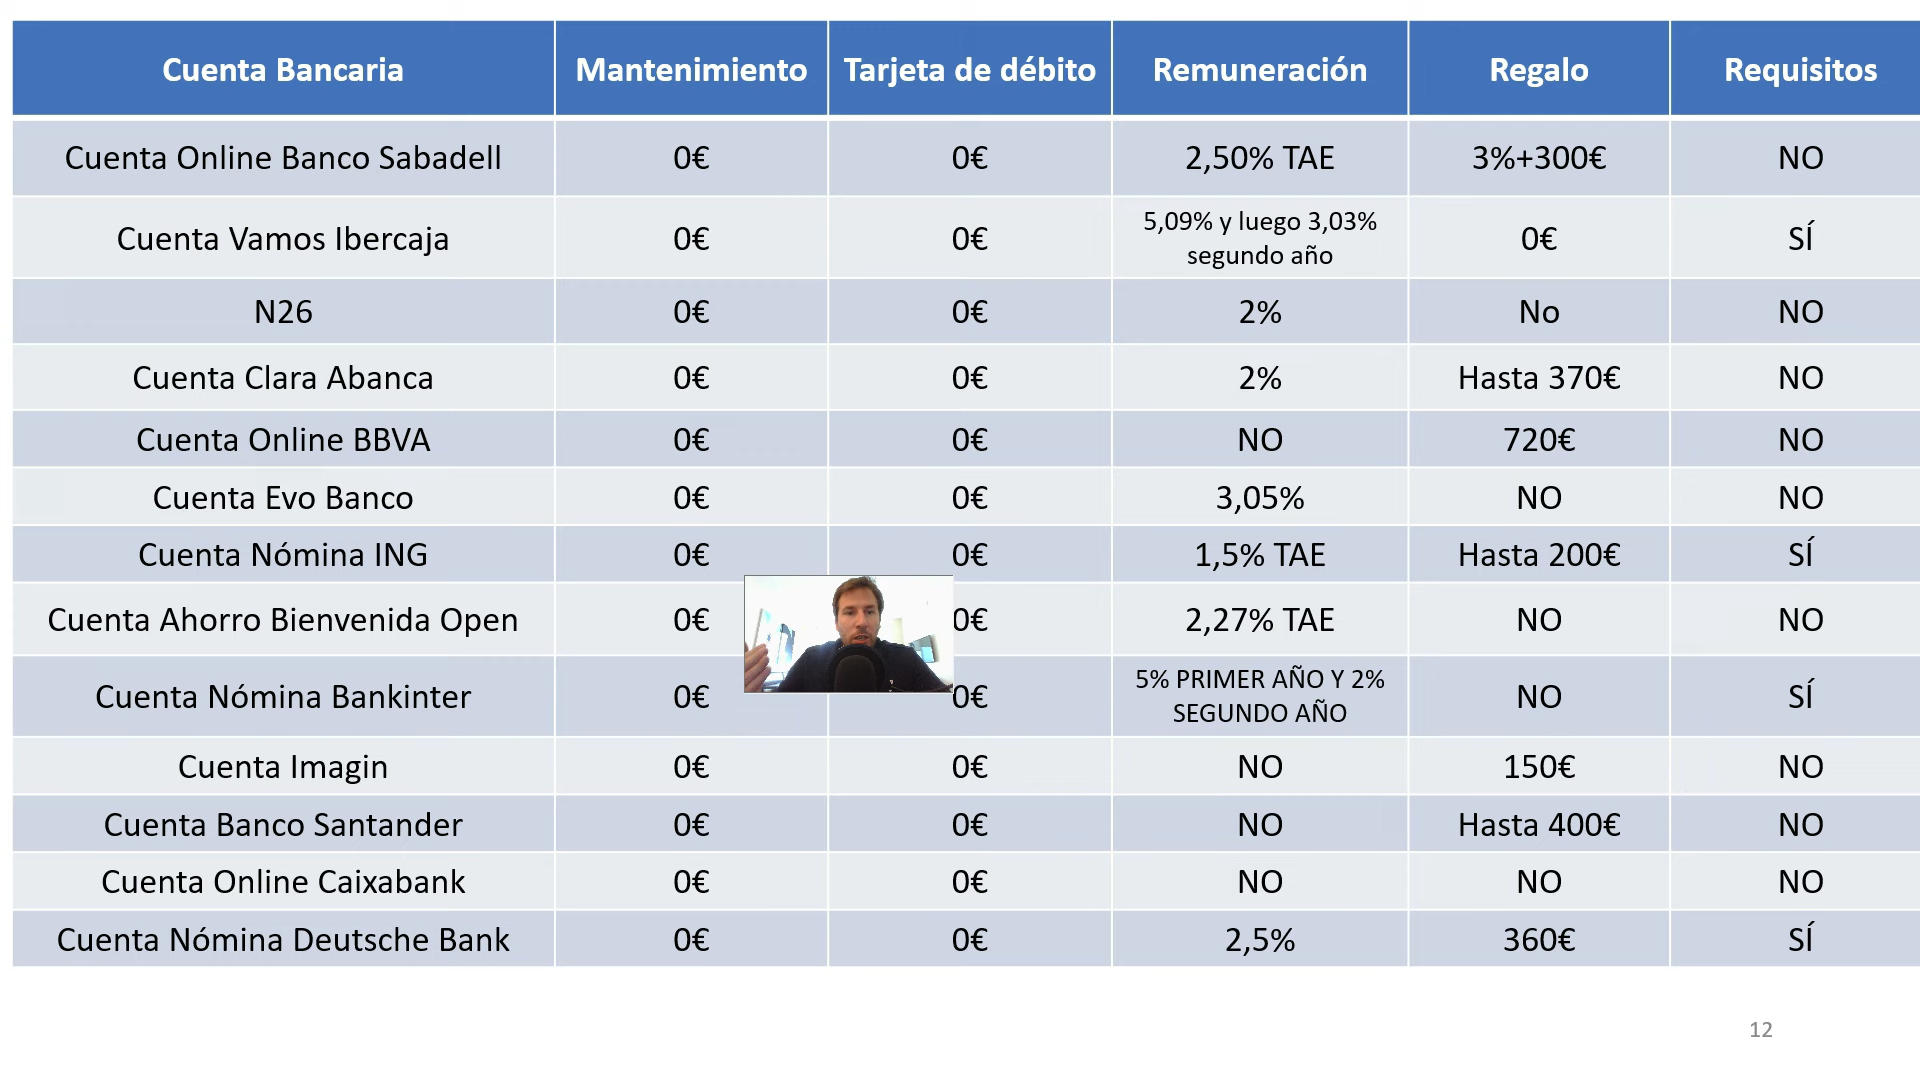 Cuenta Bancaria Mantenimiento Tarjeta de débito Remuneración Regalo Requisitos
Cuenta Online Banco Sabadell 0€ 0€ 2,50% TAE 3%+300€ NO
Cuenta Vamos Ibercaja 0€ 0€ 5,09% y luego 3,03% segundo año 0€ SÍ
N26 0€ 0€ 2% No NO
Cuenta Clara Abanca 0€ 0€ 2% Hasta 370€ NO
Cuenta Online BBVA 0€ 0€ NO 720€ NO
Cuenta Evo Banco 0€ 0€ 3,05% NO NO
Cuenta Nómina ING 0€ 0€ 1,5% TAE Hasta 200€ SÍ
Cuenta Ahorro Bienvenida Open 0€ 0€ 2,27% TAE NO NO
Cuenta Nómina Bankinter 0€ 0€ 5% PRIMER AÑO Y 2% SEGUNDO AÑO NO SÍ
Cuenta Imagin 0€ 0€ NO 150€ NO
Cuenta Banco Santander 0€ 0€ NO Hasta 400€ NO
Cuenta Online Caixabank 0€ 0€ NO NO NO
Cuenta Nómina Deutsche Bank 0€ 0€ 2,5% 360€ SÍ
12